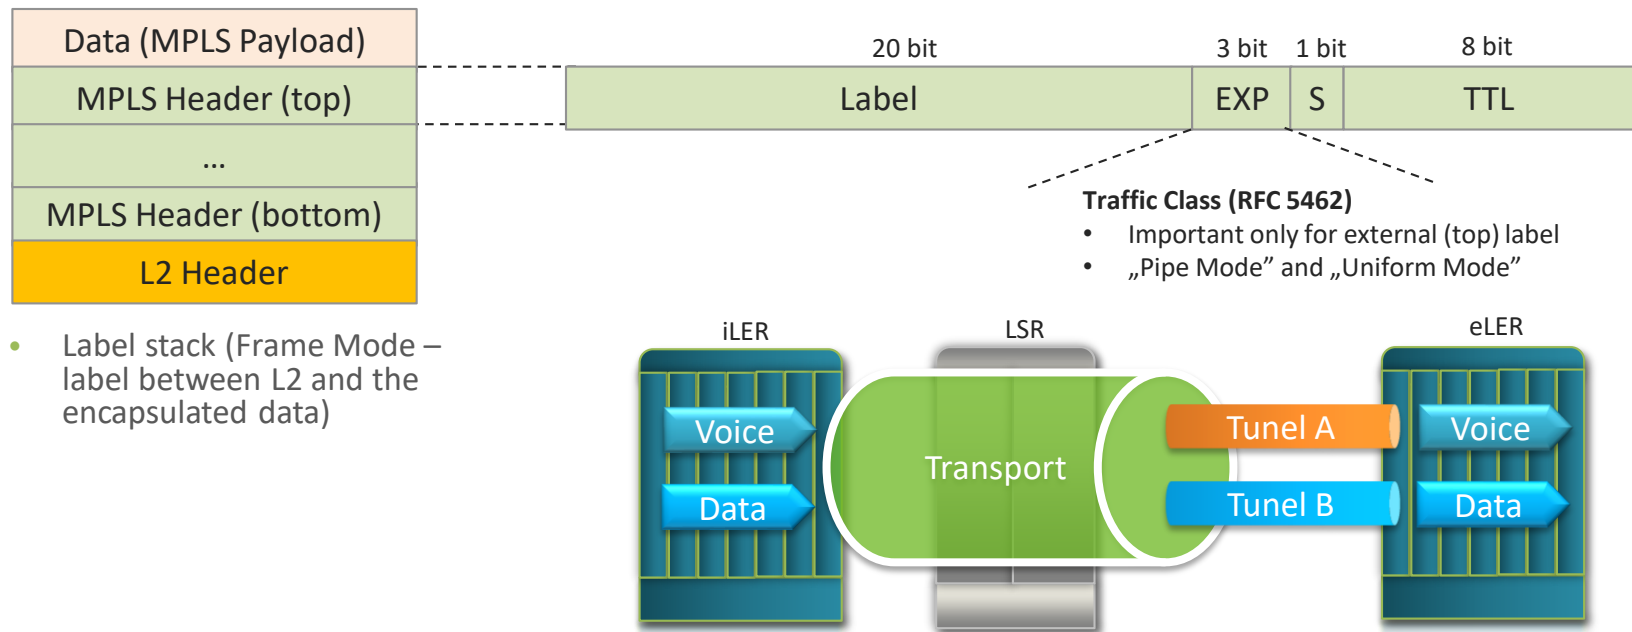 Data (MPLS Payload)
MPLS Header (top)
...
MPLS Header (bottom)
L2 Header
20 bit
3 bit
1 bit
8 bit
Label
EXP
S
TTL
Traffic Class (RFC 5462)
• Important only for external (top) label
• „Pipe Mode” and „Uniform Mode”
• Label stack (Frame Mode –
label between L2 and the
encapsulated data)
iLER
LSR
eLER
Voice
Data
Transport
Tunel A
Tunel B
Voice
Data